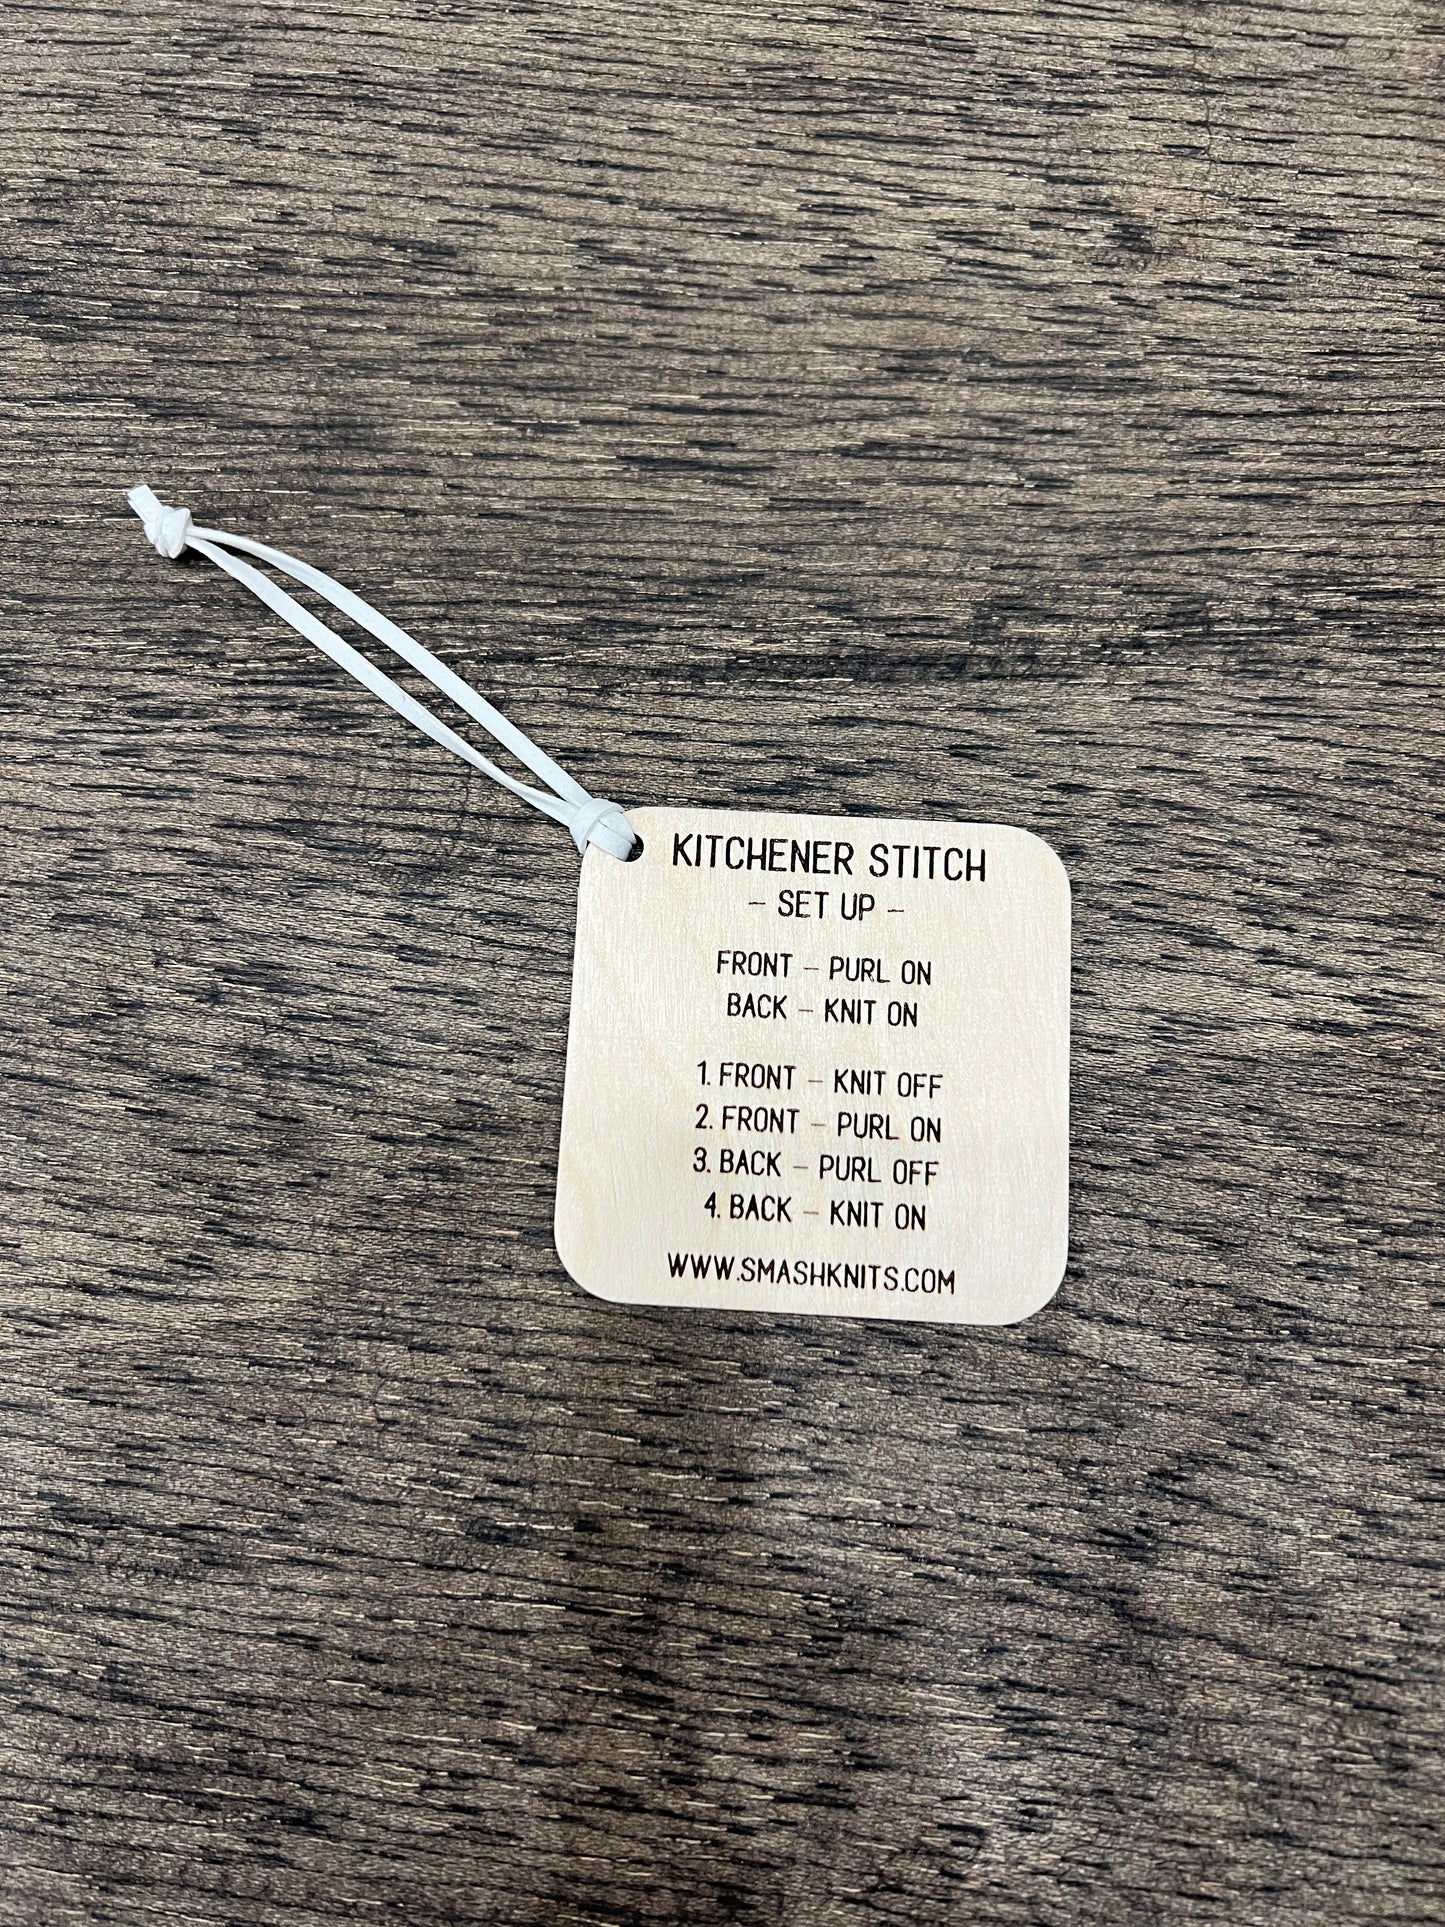 KITCHENER STITCH
- SET UP -
FRONT - PURL ON
BACK - KNIT ON
1. FRONT - KNIT OFF
2. FRONT - PURL ON
3. BACK - PURL OFF
4. BACK - KNIT ON
WWW.SMASHKNITS.COM